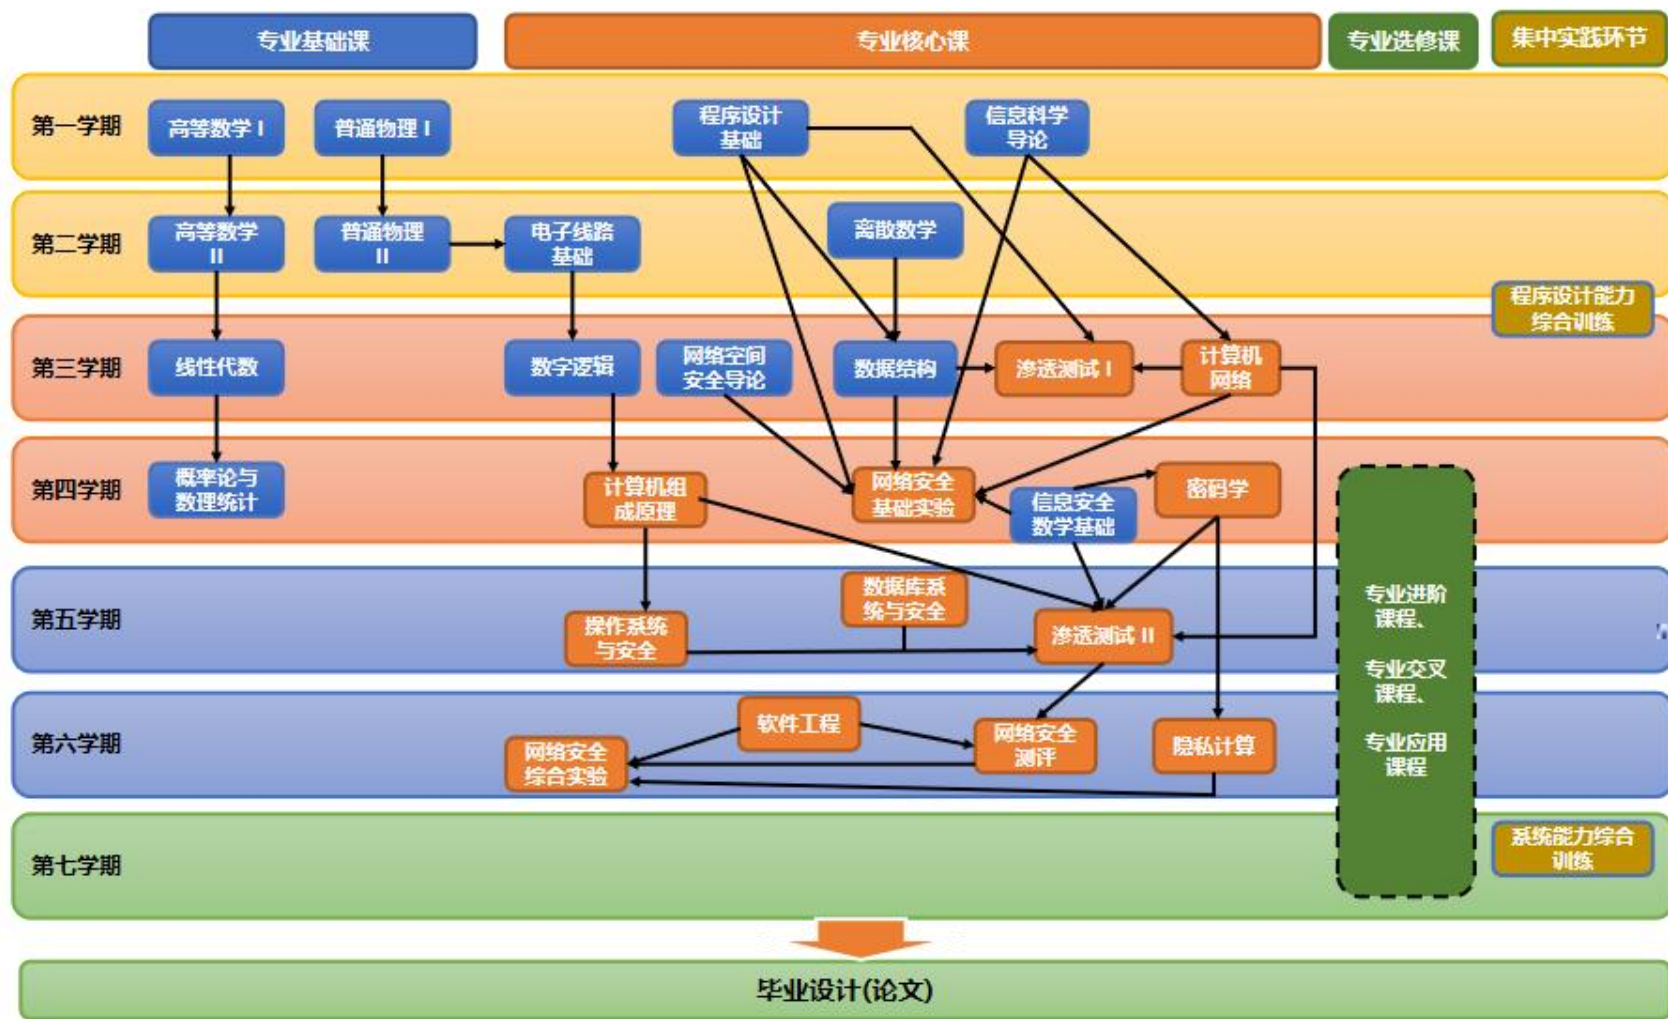 专业基础课
专业核心课
专业选修课
集中实践环节
第一学期
高等数学 I
普通物理 I
程序设计
基础
信息科学
导论
第二学期
高等数学
II
普通物理
II
电子线路
基础
离散数学
程序设计能力
综合训练
第三学期
线性代数
数字逻辑
网络空间
安全导论
数据结构
渗透测试 I
计算机
网络
第四学期
概率论与
数理统计
计算机组
成原理
网络安全
基础实验
信息安全
数学基础
密码学
第五学期
操作系统
与安全
数据库系
统与安全
渗透测试 II
专业进阶
课程、
专业交叉
课程、
专业应用
课程
第六学期
网络安全
综合实验
软件工程
网络安全
测评
隐私计算
第七学期
系统能力综合
训练
毕业设计(论文)